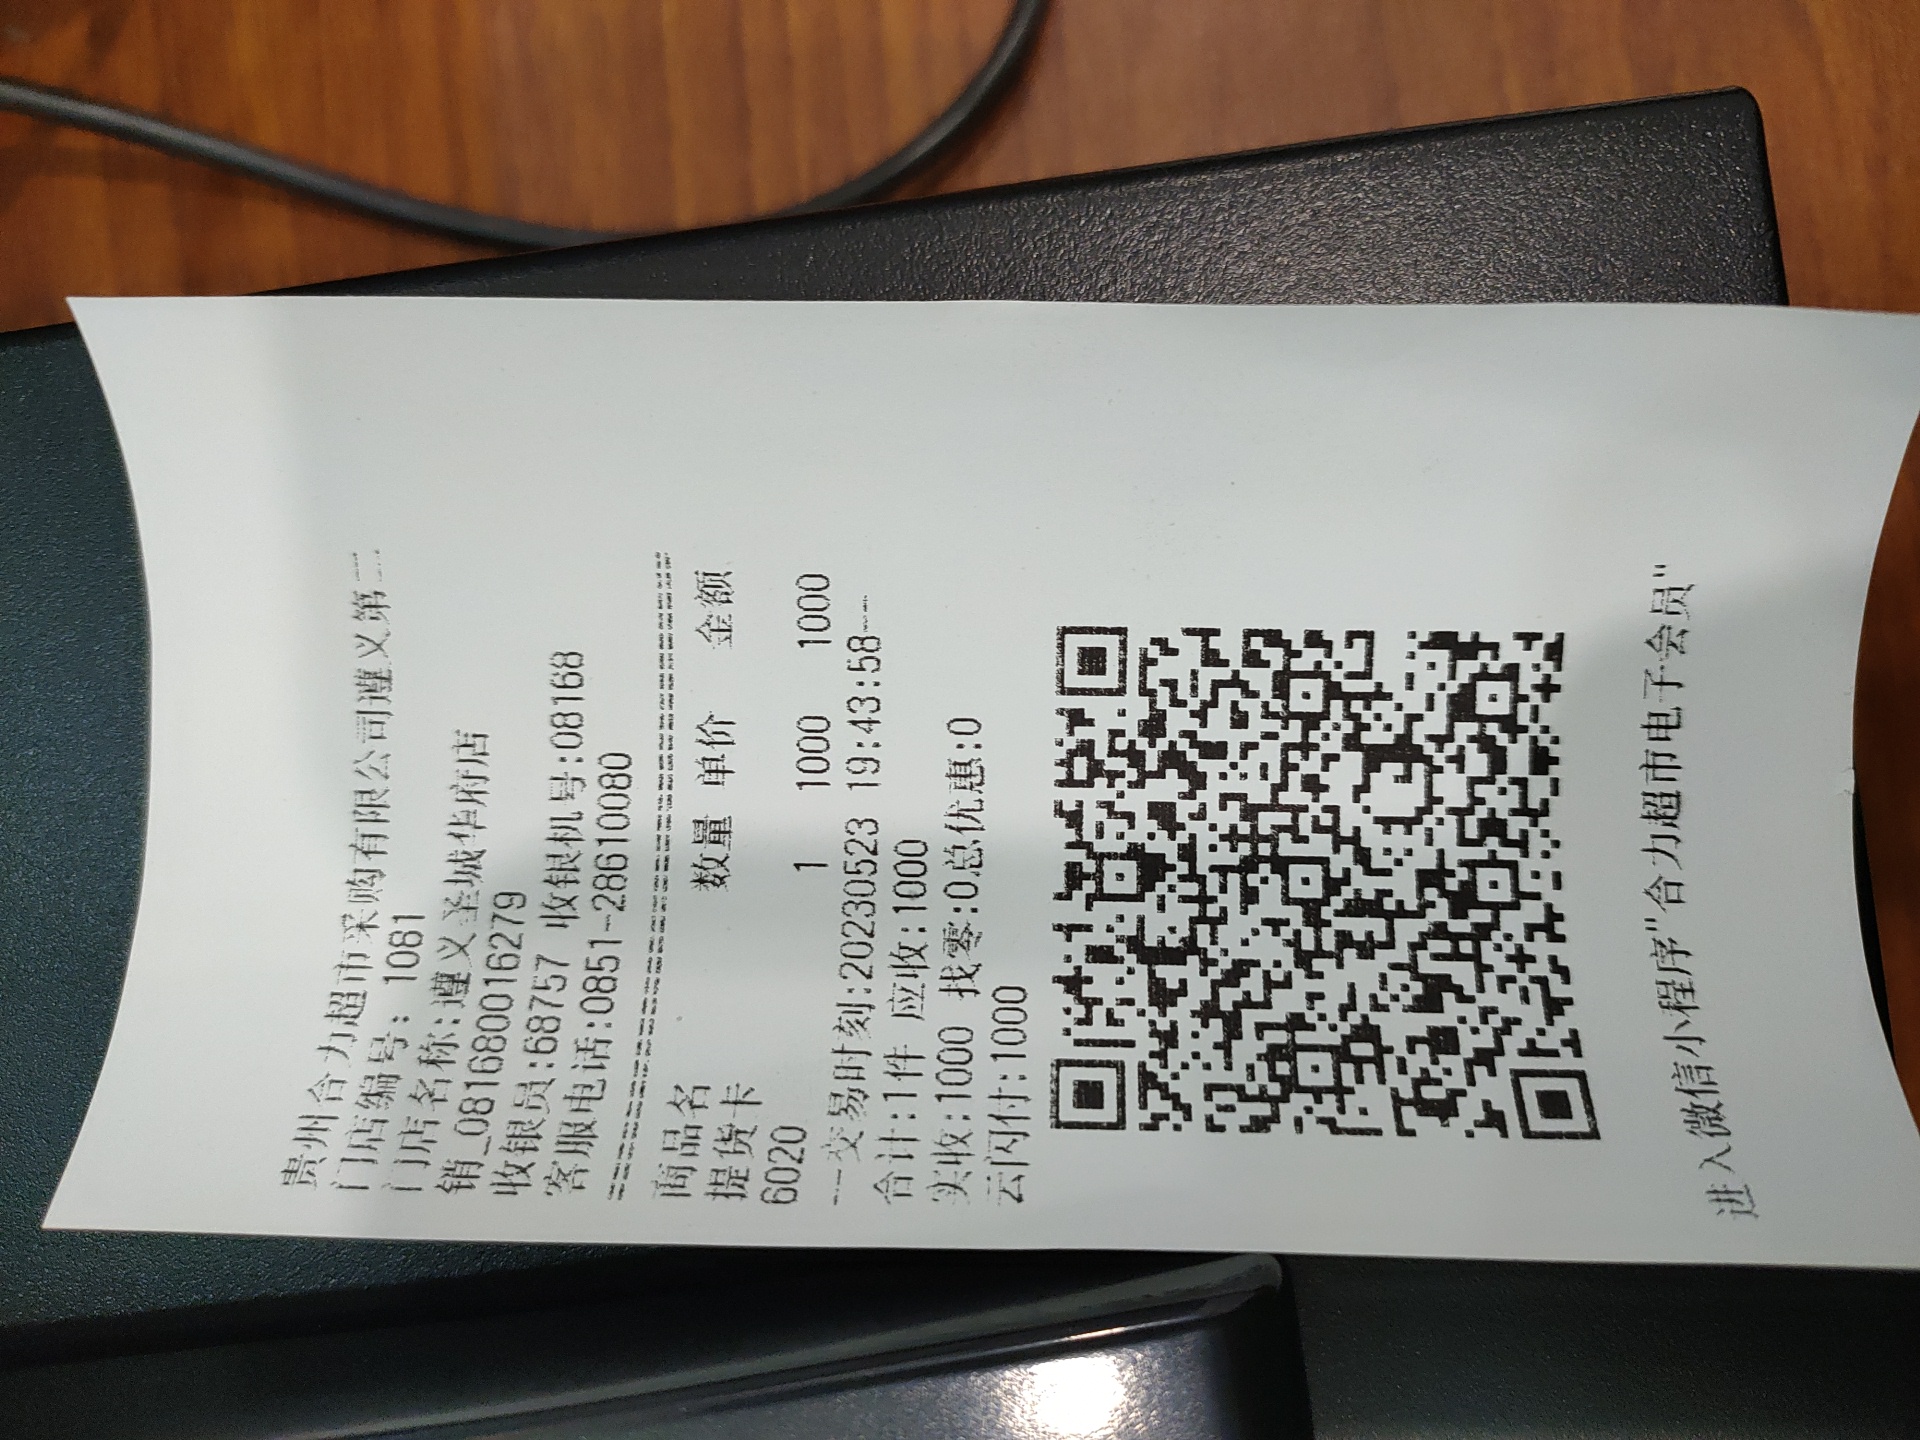 贵州合力超市采购有限公司遵义第二
门店编号: 1081
门店名称:遵义圣城华府店
销_0816800016279
收银员:68757 收银机号:08168
客服电话:0851-28610080
商品名 数量 单价 金额
提货卡
6020 1 1000 1000
--交易时刻:20230523 19:43:58--
合计:1件 应收:1000
实收:1000 找零:0总优惠:0
云闪付:1000
进入微信小程序"合力超市电子会员"